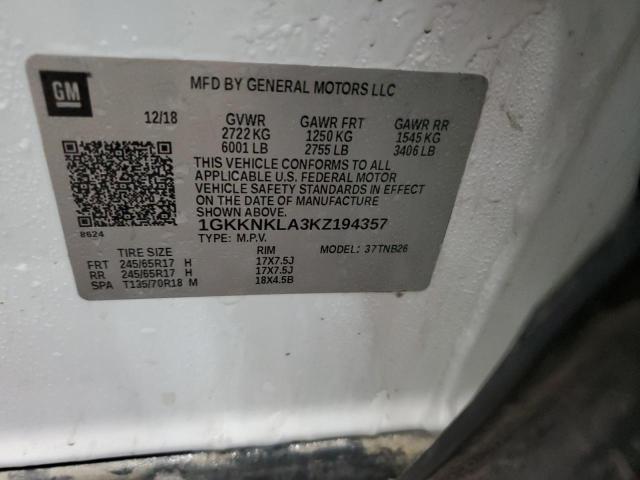 GM
MFD BY GENERAL MOTORS LLC
12/18 GVWR GAWR FRT GAWR RR
2722 KG 1250 KG 1545 KG
6001 LB 2755 LB 3406 LB
THIS VEHICLE CONFORMS TO ALL
APPLICABLE U.S. FEDERAL MOTOR
VEHICLE SAFETY STANDARDS IN EFFECT
ON THE DATE OF MANUFACTURE
SHOWN ABOVE.
1GKKNKLA3KZ194357
8624
TYPE: M.P.V. MODEL: 37TNB26
TIRE SIZE RIM
FRT 245/65R17 H 17X7.5J
RR 245/65R17 H 17X7.5J
SPA T135/70R18 M 18X4.5B